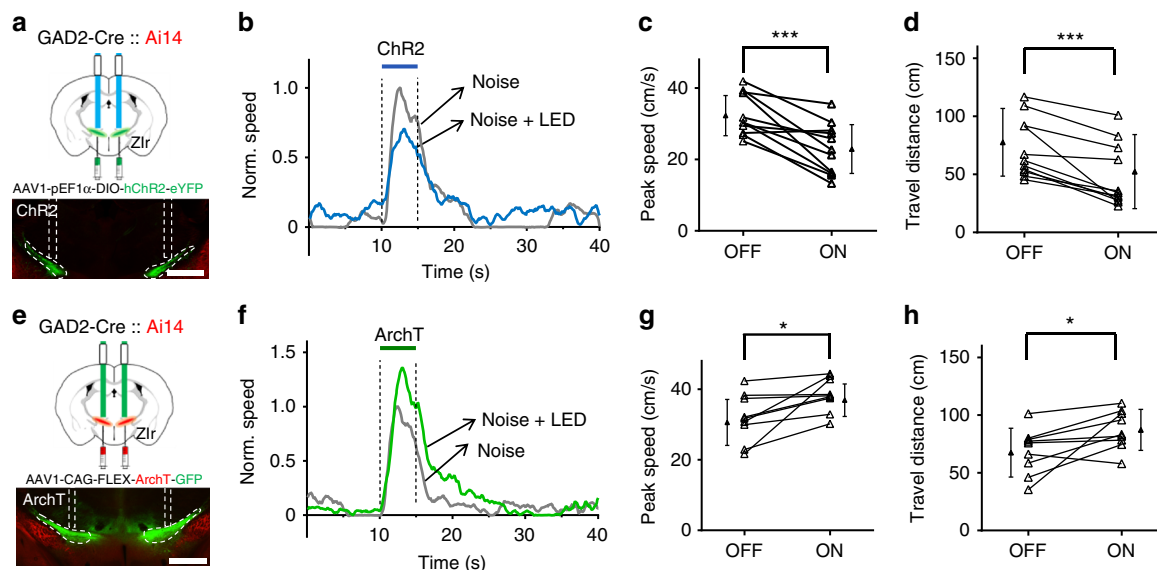 a
GAD2-Cre :: Ai14
ZIr
AAV1-pEF1α-DIO-hChR2-eYFP
ChR2
b
ChR2
Noise
Noise + LED
Norm. speed
1.0
0.5
0
10
20
30
40
Time (s)
c
***
Peak speed (cm/s)
40
20
0
OFF
ON
d
***
Travel distance (cm)
150
100
50
0
OFF
ON
e
GAD2-Cre :: Ai14
ZIr
AAV1-CAG-FLEX-ArchT-GFP
ArchT
f
ArchT
Noise + LED
Noise
Norm. speed
1.5
1.0
0.5
0
10
20
30
40
Time (s)
g
*
Peak speed (cm/s)
40
20
0
OFF
ON
h
*
Travel distance (cm)
150
100
50
0
OFF
ON